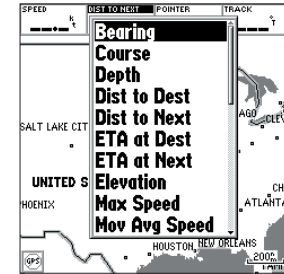 SPEED DIST TO NEXT POINTER TRACK
k
t
T
Bearing
Course
Depth
Dist to Dest
Dist to Next
ETA at Dest
ETA at Next
Elevation
Max Speed
Mov Avg Speed
AGO
CLEV
SALT LAKE CIT
UNITED S
CH
HOENIX
ATLANTA
HOUSTON NEW ORLEANS
GPS
200